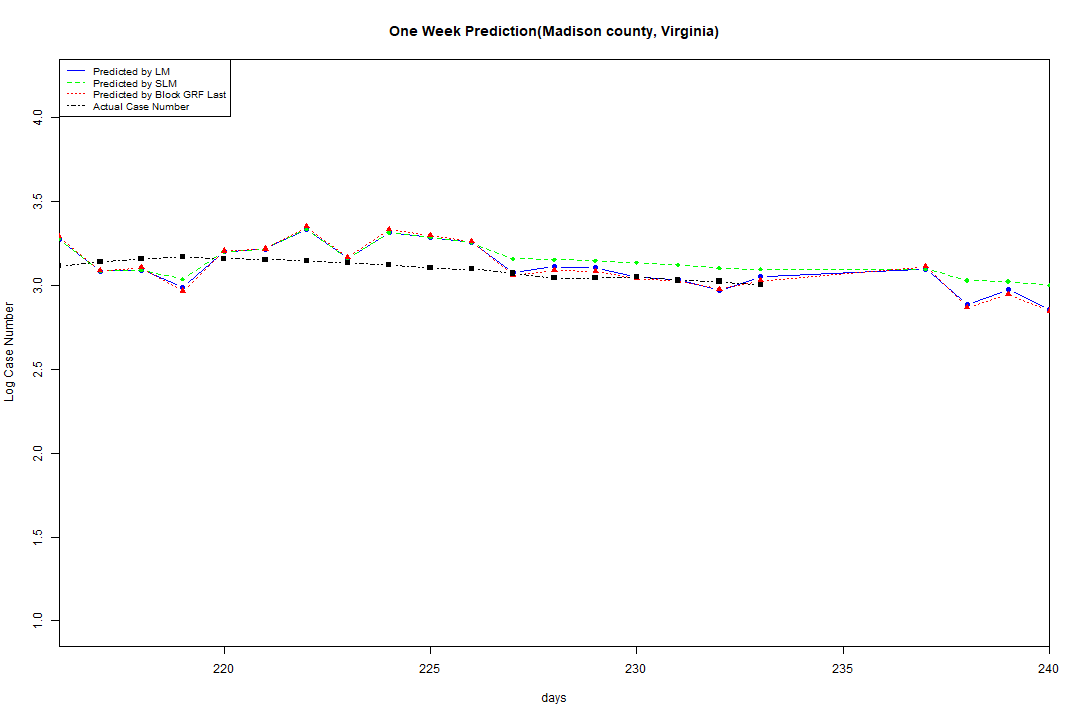 One Week Prediction(Madison county, Virginia)
Predicted by LM
Predicted by SLM
Predicted by Block GRF Last
Actual Case Number
4.0
3.5
3.0
2.5
2.0
1.5
1.0
Log Case Number
220 225 230 235 240
days